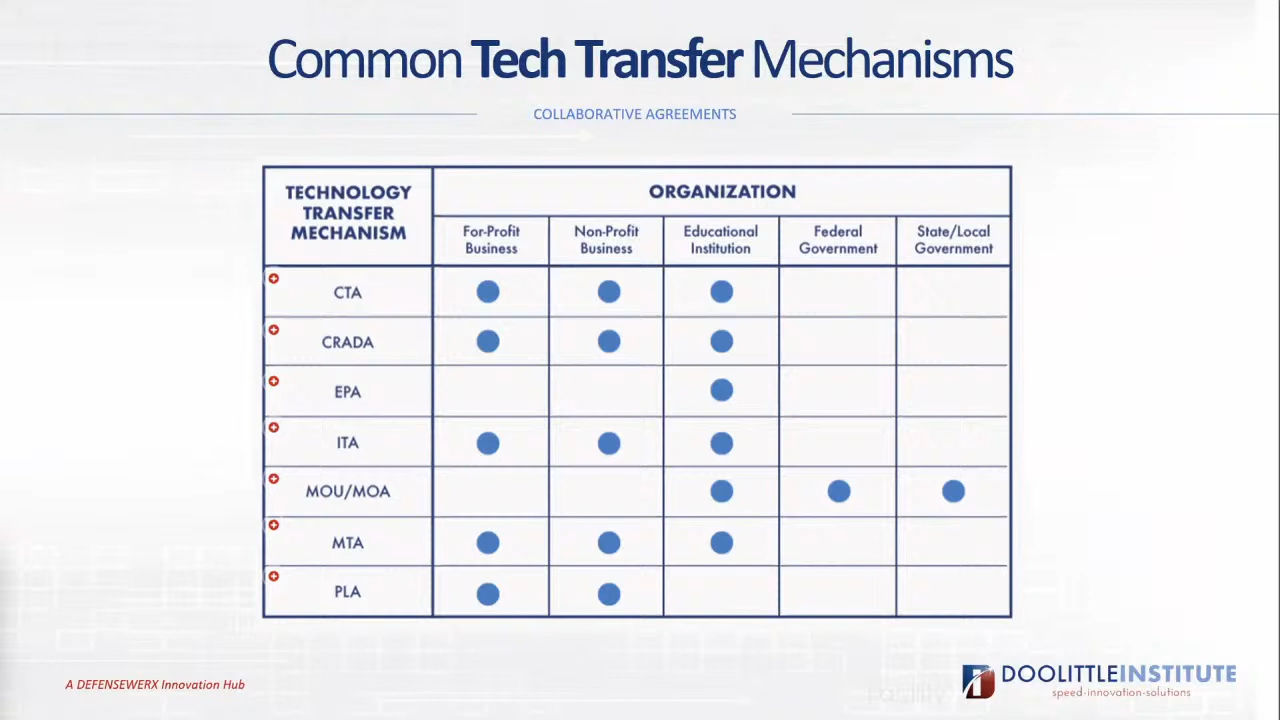 Common Tech Transfer Mechanisms
COLLABORATIVE AGREEMENTS
TECHNOLOGY
TRANSFER
MECHANISM
ORGANIZATION
For-Profit
Business
Non-Profit
Business
Educational
Institution
Federal
Government
State/Local
Government
CTA
CRADA
EPA
ITA
MOU/MOA
MTA
PLA
A DEFENSEWERX Innovation Hub
Facility
DOOLITTLEINSTITUTE
speed·innovation·solutions